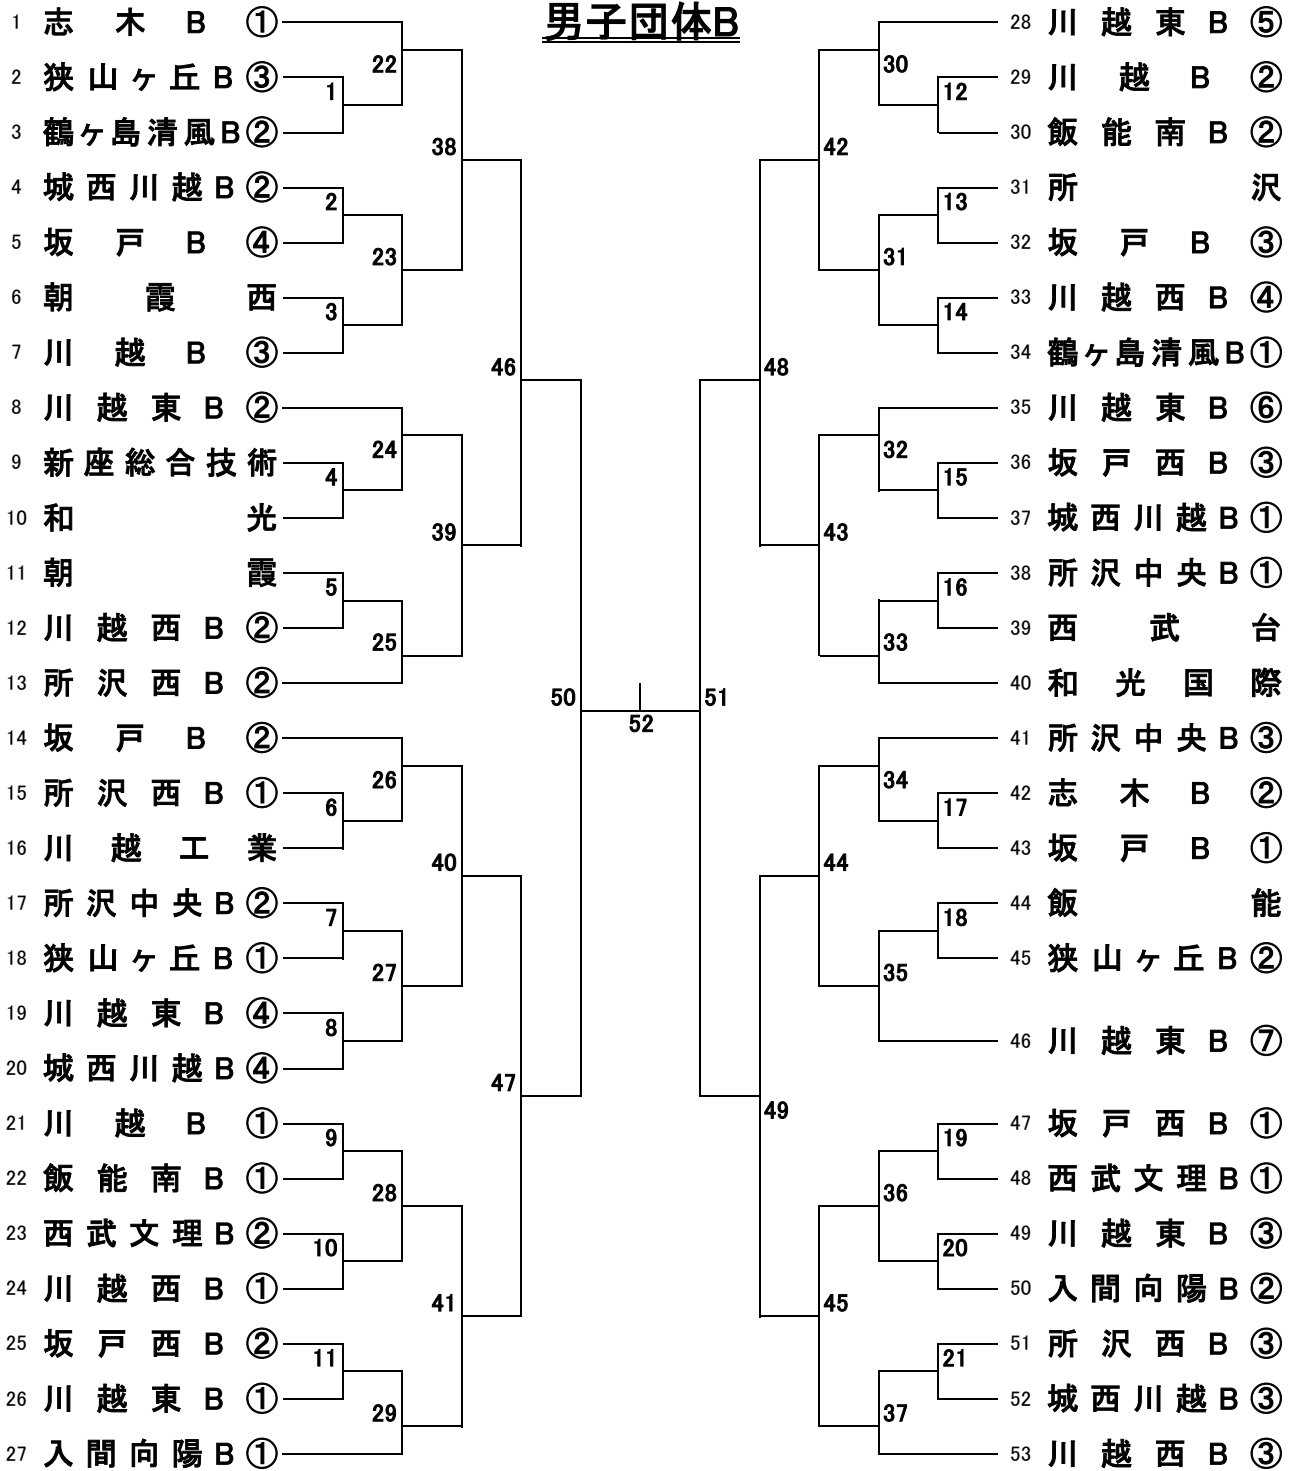 男子団体B
1 志木B ①
2 狭山ヶ丘B ③
3 鶴ヶ島清風B ②
4 城西川越B ②
5 坂戸B ④
6 朝霞西
7 川越B ③
8 川越東B ②
9 新座総合技術
10 和光
11 朝霞
12 川越西B ②
13 所沢西B ②
14 坂戸B ②
15 所沢西B ①
16 川越工業
17 所沢中央B ②
18 狭山ヶ丘B ①
19 川越東B ④
20 城西川越B ④
21 川越B ①
22 飯能南B ①
23 西武文理B ②
24 川越西B ①
25 坂戸西B ②
26 川越東B ①
27 入間向陽B ①
1
2
3
4
5
6
7
8
9
10
11
22
23
24
25
26
27
28
29
38
39
40
41
46
47
50
52
51
48
49
42
43
44
45
30
31
32
33
34
35
36
37
12
13
14
15
16
17
18
19
20
21
28 川越東B ⑤
29 川越B ②
30 飯能南B ②
31 所沢
32 坂戸B ③
33 川越西B ④
34 鶴ヶ島清風B ①
35 川越東B ⑥
36 坂戸西B ③
37 城西川越B ①
38 所沢中央B ①
39 西武台
40 和光国際
41 所沢中央B ③
42 志木B ②
43 坂戸B ①
44 飯能
45 狭山ヶ丘B ②
46 川越東B ⑦
47 坂戸西B ①
48 西武文理B ①
49 川越東B ③
50 入間向陽B ②
51 所沢西B ③
52 城西川越B ③
53 川越西B ③